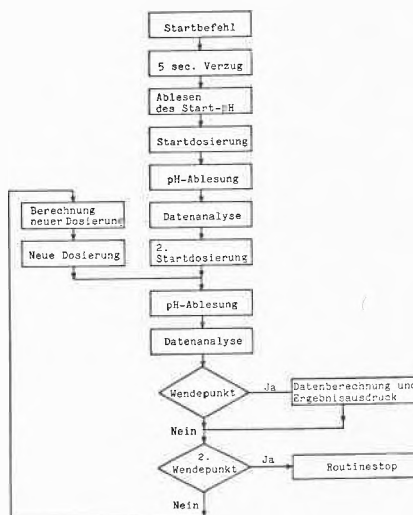 Startbefehl
5 sec. Verzug
Ablesen
des Start-pH
Startdosierung
pH-Ablesung
Datenanalyse
Berechnung
neuer Dosierung
Neue Dosierung
2.
Startdosierung
pH-Ablesung
Datenanalyse
Wendepunkt
Ja
Datenberechnung und
Ergebnisausdruck
Nein
2.
Wendepunkt
Ja
Routinestop
Nein